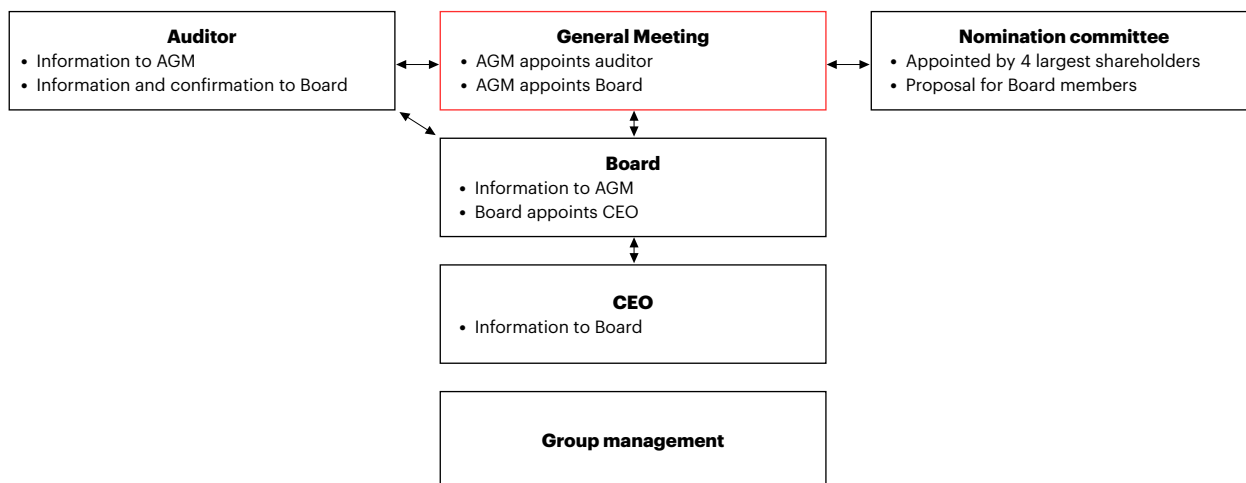 Auditor
• Information to AGM
• Information and confirmation to Board
General Meeting
• AGM appoints auditor
• AGM appoints Board
Nomination committee
• Appointed by 4 largest shareholders
• Proposal for Board members
Board
• Information to AGM
• Board appoints CEO
CEO
• Information to Board
Group management